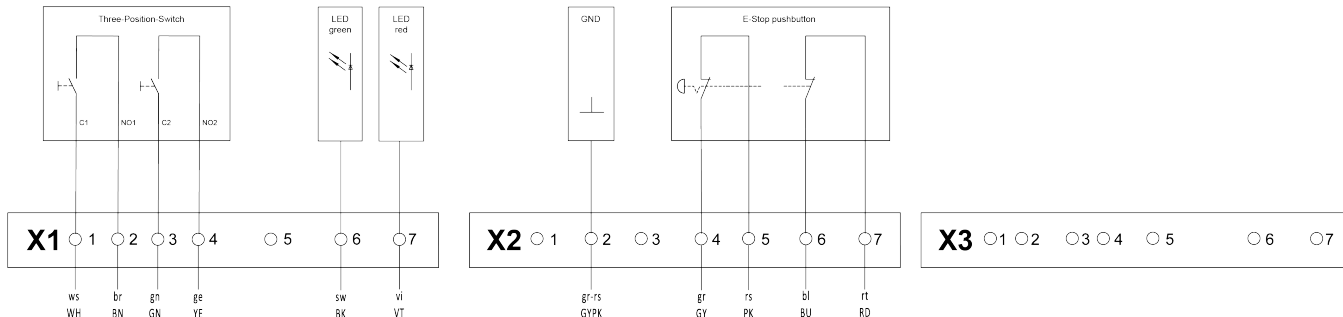 Three-Position-Switch
LED
green
LED
red
GND
E-Stop pushbutton
C1 NO1 C2 NO2
X1 1 2 3 4 5 6 7
X2 1 2 3 4 5 6 7
X3 1 2 3 4 5 6 7
ws br gn ge sw vi gr-rs gr rs bl rt
WH BN GN YE BK VT GYPK GY PK BU RD